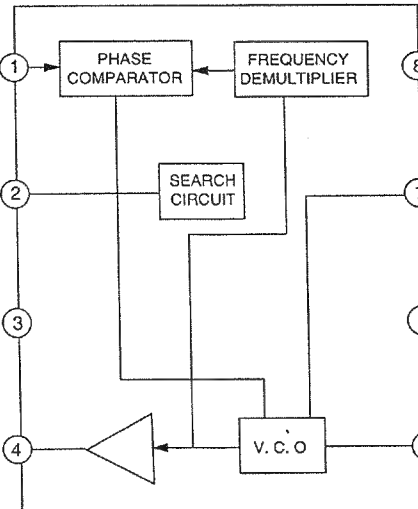 1
PHASE
COMPARATOR
FREQUENCY
DEMULTIPLIER
8
2
SEARCH
CIRCUIT
3
4
V.C.O